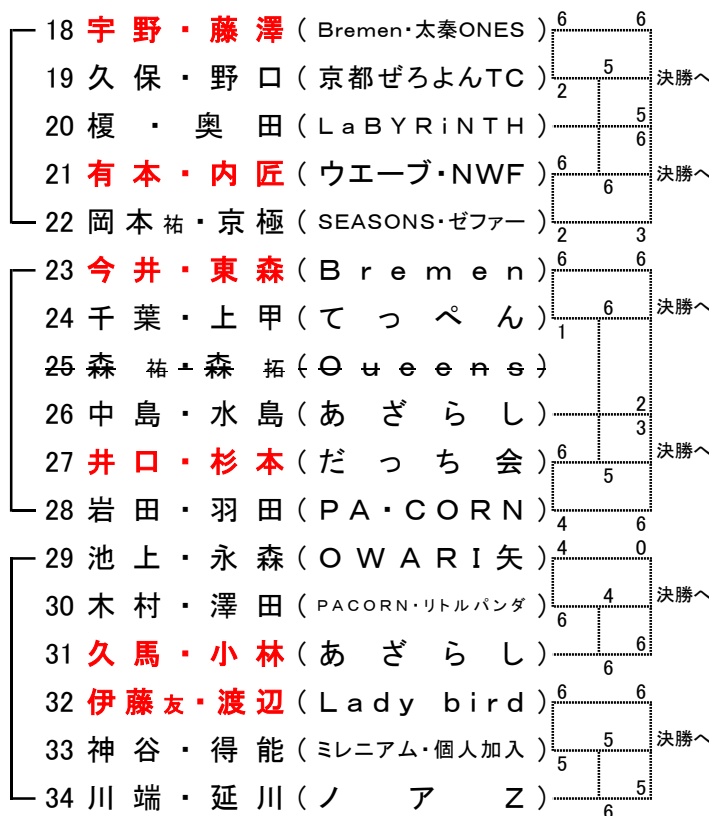 18 宇野・藤澤 ( Bremen・太秦ONES ) 6 6
19 久保・野口 ( 京都ぜろよんTC ) 2 5 決勝へ
20 榎・奥田 ( LaBYRiNTH ) 5 6
21 有本・内匠 ( ウエーブ・NWF ) 6 6 決勝へ
22 岡本祐・京極 ( SEASONS・ゼファー ) 2 3
23 今井・東森 ( Bremen ) 6 6
24 千葉・上甲 ( てっぺん ) 1 6 決勝へ
25 森祐・森拓 ( Queens )
26 中島・水島 ( あざらし ) 2 3
27 井口・杉本 ( だっち会 ) 6 5 決勝へ
28 岩田・羽田 ( PA・CORN ) 4 6
29 池上・永森 ( OWARI矢 ) 4 0
30 木村・澤田 ( PACORN・リトルパンダ ) 6 4 決勝へ
31 久馬・小林 ( あざらし ) 6 6
32 伊藤友・渡辺 ( Lady bird ) 6 6
33 神谷・得能 ( ミレニアム・個人加入 ) 5 5 決勝へ
34 川端・延川 ( ノアZ ) 5 6